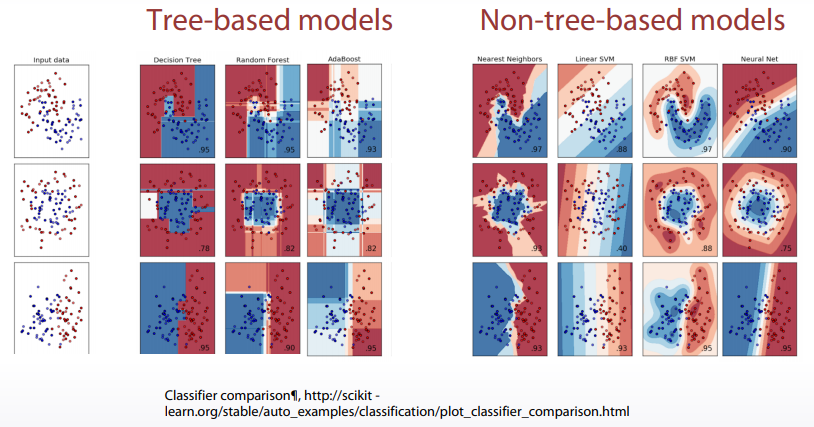 Tree-based models
Non-tree-based models
Input data
Decision Tree
Random Forest
AdaBoost
Nearest Neighbors
Linear SVM
RBF SVM
Neural Net
.95
.95
.93
.97
.88
.97
.90
.78
.82
.82
.93
.40
.88
.75
.95
.90
.95
.93
.93
.95
.95
Classifier comparison¶, http://scikit -
learn.org/stable/auto_examples/classification/plot_classifier_comparison.html